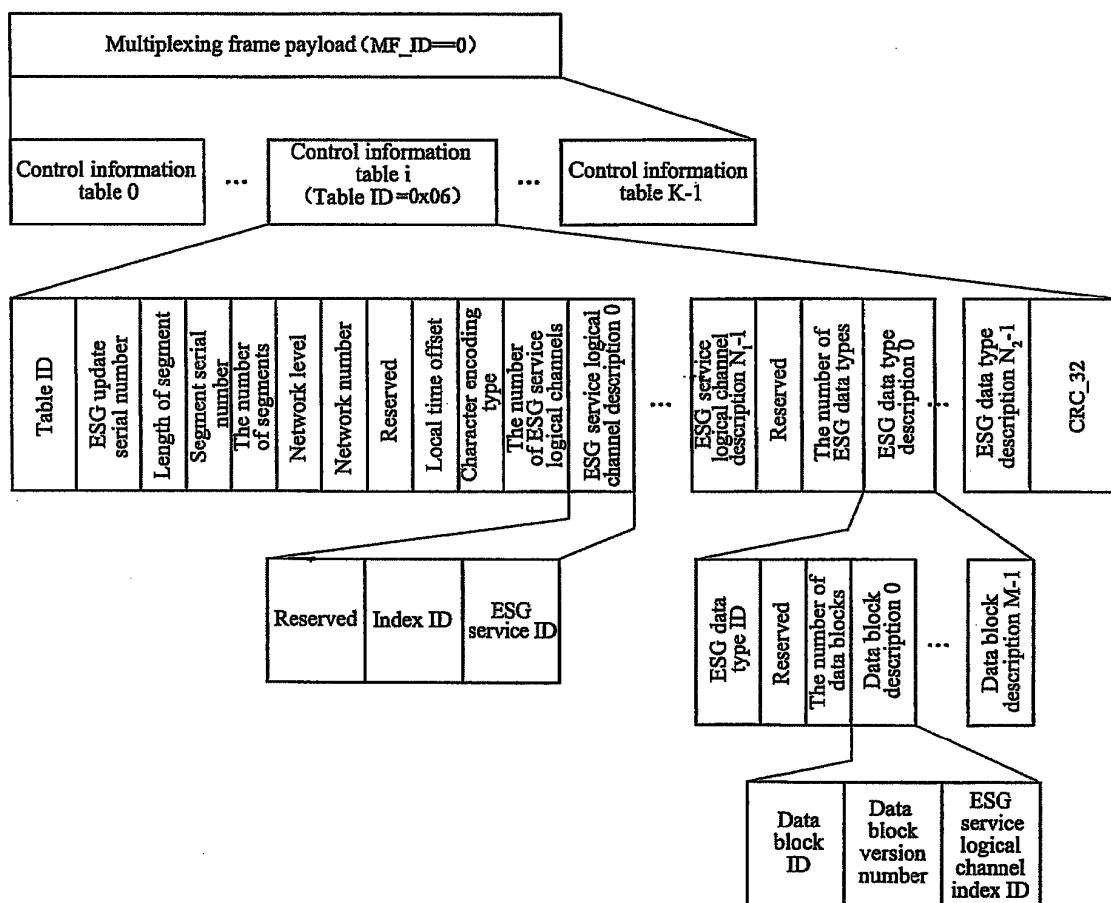 Multiplexing frame payload (MF_ID==0)
Control information
table 0
...
Control information
table i
(Table ID=0x06)
...
Control information
table K-1
Table ID
ESG update
serial number
Length of segment
Segment serial
number
The number
of segments
Network level
Network number
Reserved
Local time offset
Character encoding
type
The number
of ESG service
logical channels
ESG service logical
channel description 0
...
ESG service
logical channel
description N₁-1
Reserved
The number of
ESG data types
ESG data type
description 0
...
ESG data type
description N₂-1
CRC_32
Reserved
Index ID
ESG
service ID
ESG data
type ID
Reserved
The number of
data blocks
Data block
description 0
...
Data block
description M-1
Data
block
ID
Data
block
version
number
ESG
service
logical
channel
index ID